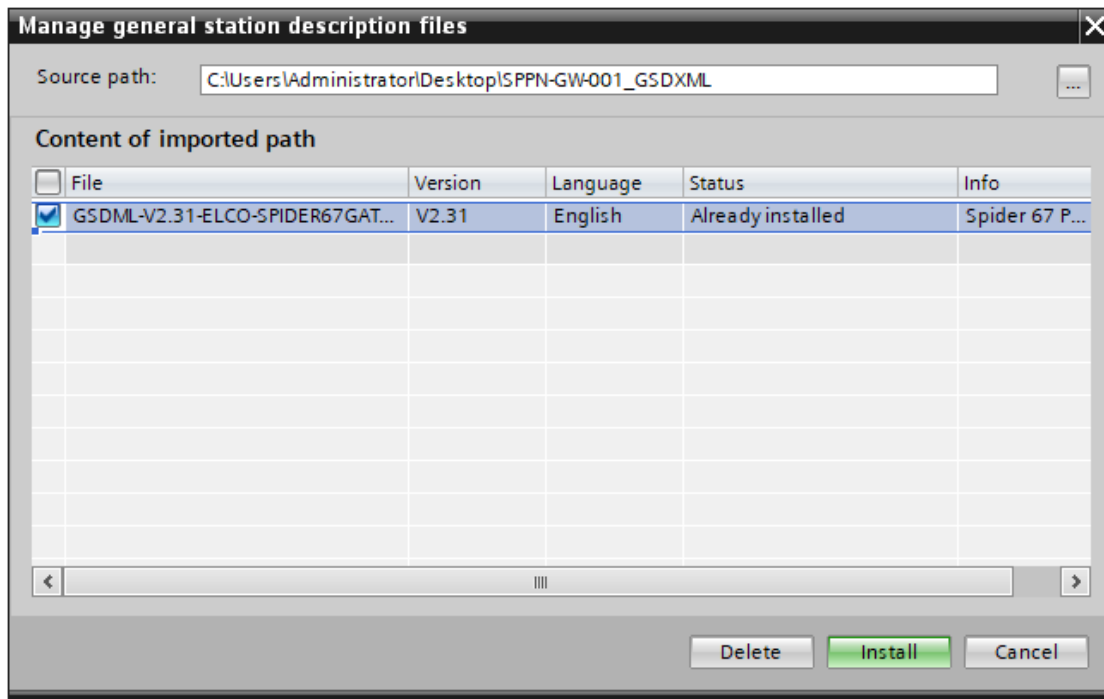 Manage general station description files
Source path: C:\Users\Administrator\Desktop\SPPN-GW-001_GSDXML ...
Content of imported path
File Version Language Status Info
GSDML-V2.31-ELCO-SPIDER67GAT... V2.31 English Already installed Spider 67 P...
Delete Install Cancel